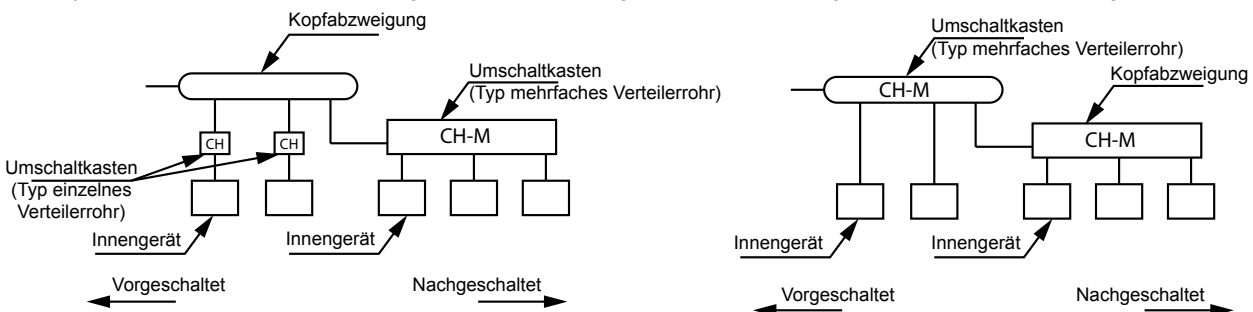 Kopfabzweigung
Umschaltkasten
(Typ mehrfaches Verteilerrohr)
CH
CH
CH-M
Umschaltkasten
(Typ einzelnes
Verteilerrohr)
Innengerät
Innengerät
Vorgeschaltet
Nachgeschaltet
Umschaltkasten
(Typ mehrfaches Verteilerrohr)
CH-M
Kopfabzweigung
CH-M
Innengerät
Innengerät
Vorgeschaltet
Nachgeschaltet